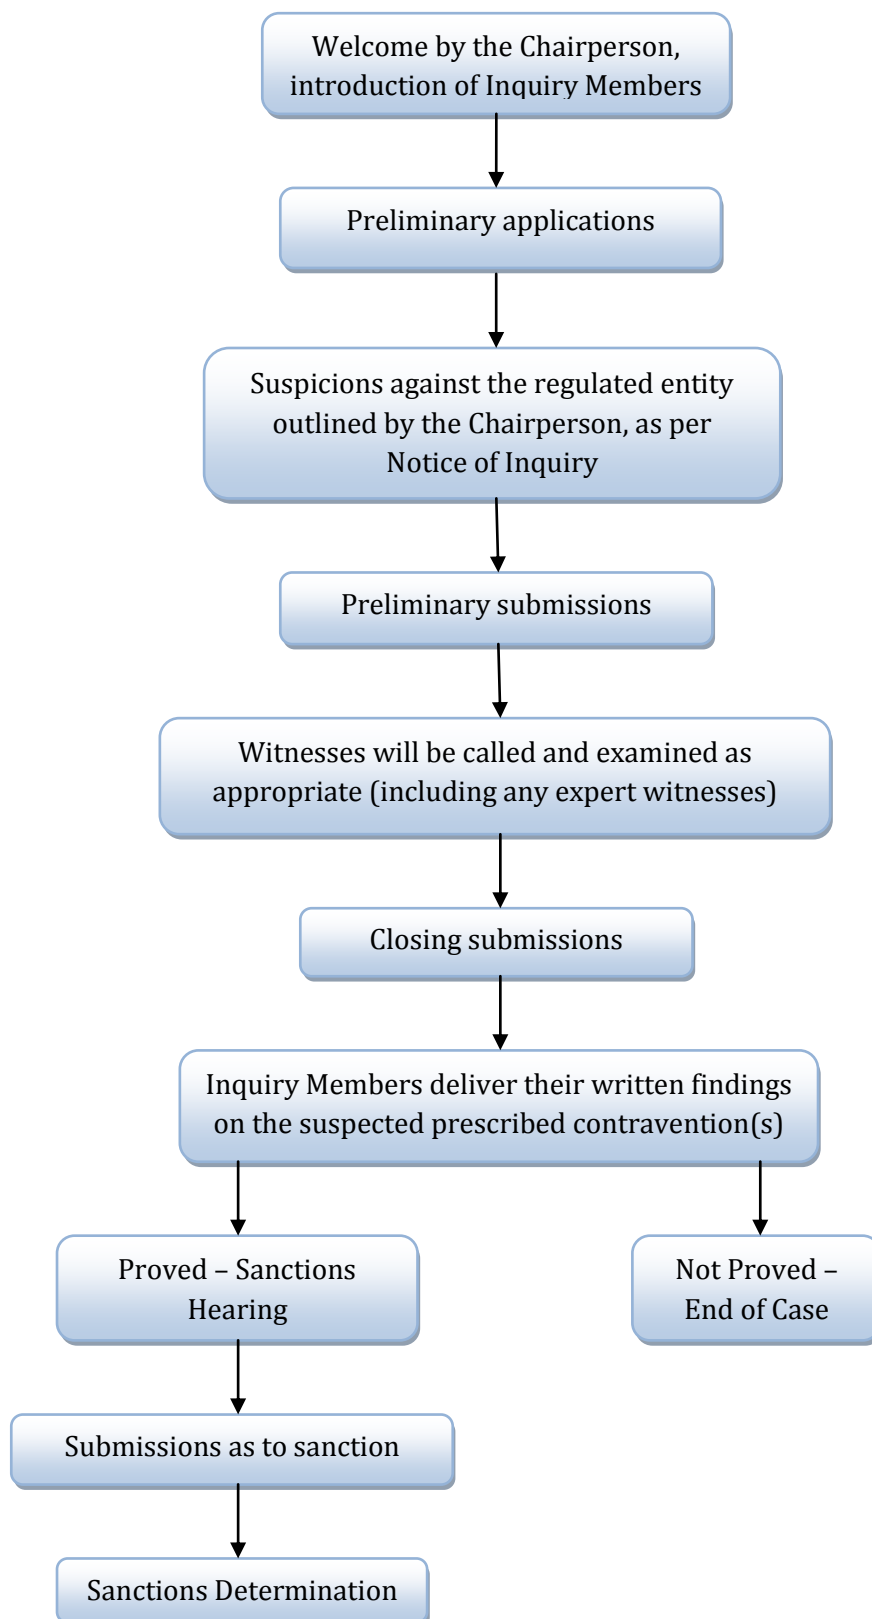 Welcome by the Chairperson,
introduction of Inquiry Members
Preliminary applications
Suspicions against the regulated entity
outlined by the Chairperson, as per
Notice of Inquiry
Preliminary submissions
Witnesses will be called and examined as
appropriate (including any expert witnesses)
Closing submissions
Inquiry Members deliver their written findings
on the suspected prescribed contravention(s)
Proved – Sanctions
Hearing
Not Proved –
End of Case
Submissions as to sanction
Sanctions Determination